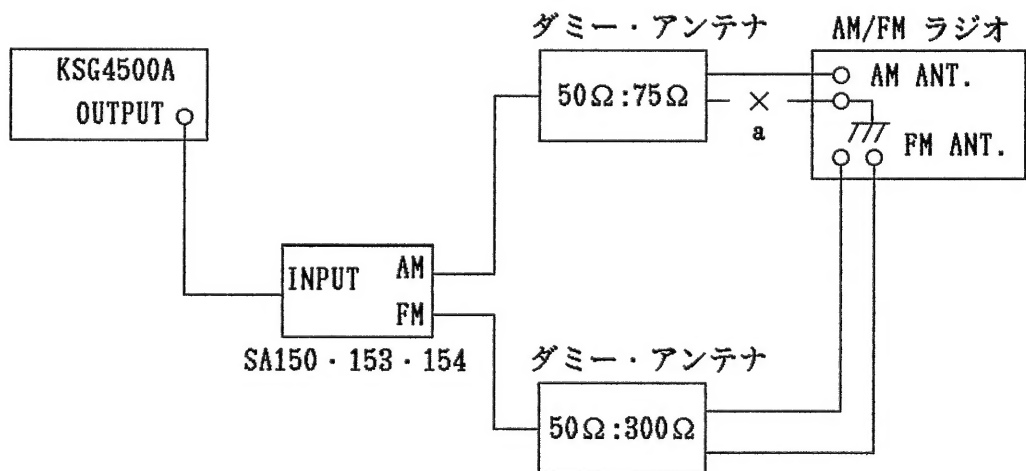 KSG4500A
OUTPUT
ダミー・アンテナ
50Ω:75Ω
a
AM/FM ラジオ
AM ANT.
FM ANT.
INPUT
AM
FM
SA150・153・154
ダミー・アンテナ
50Ω:300Ω